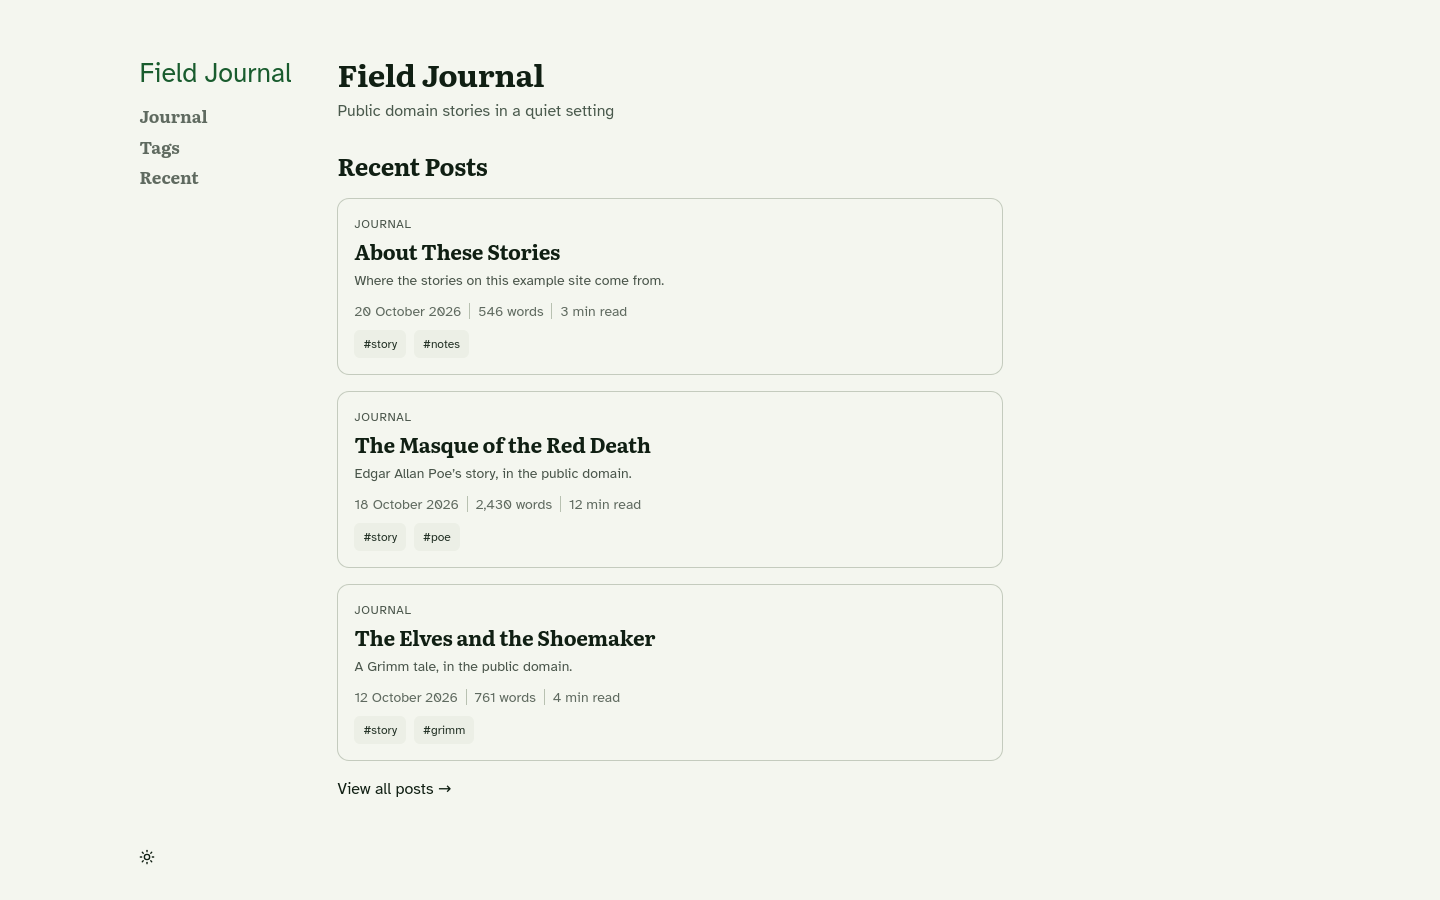 Field Journal
Journal
Tags
Recent
Field Journal
Public domain stories in a quiet setting
Recent Posts
JOURNAL
About These Stories
Where the stories on this example site come from.
20 October 2026 546 words 3 min read
#story #notes
JOURNAL
The Masque of the Red Death
Edgar Allan Poe’s story, in the public domain.
18 October 2026 2,430 words 12 min read
#story #poe
JOURNAL
The Elves and the Shoemaker
A Grimm tale, in the public domain.
12 October 2026 761 words 4 min read
#story #grimm
View all posts →